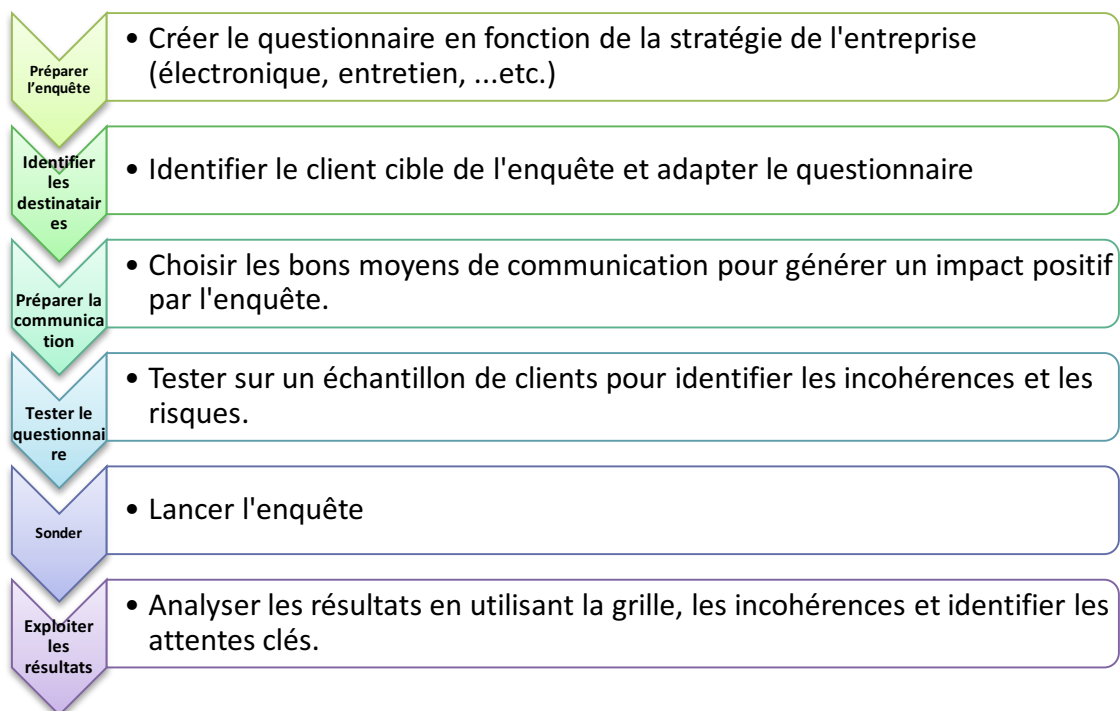 Préparer
l'enquête
• Créer le questionnaire en fonction de la stratégie de l'entreprise
(électronique, entretien, ...etc.)
Identifier
les
destinatair
es
• Identifier le client cible de l'enquête et adapter le questionnaire
Préparer la
communica
tion
• Choisir les bons moyens de communication pour générer un impact positif
par l'enquête.
Tester le
questionnai
re
• Tester sur un échantillon de clients pour identifier les incohérences et les
risques.
Sonder
• Lancer l'enquête
Exploiter
les
résultats
• Analyser les résultats en utilisant la grille, les incohérences et identifier les
attentes clés.